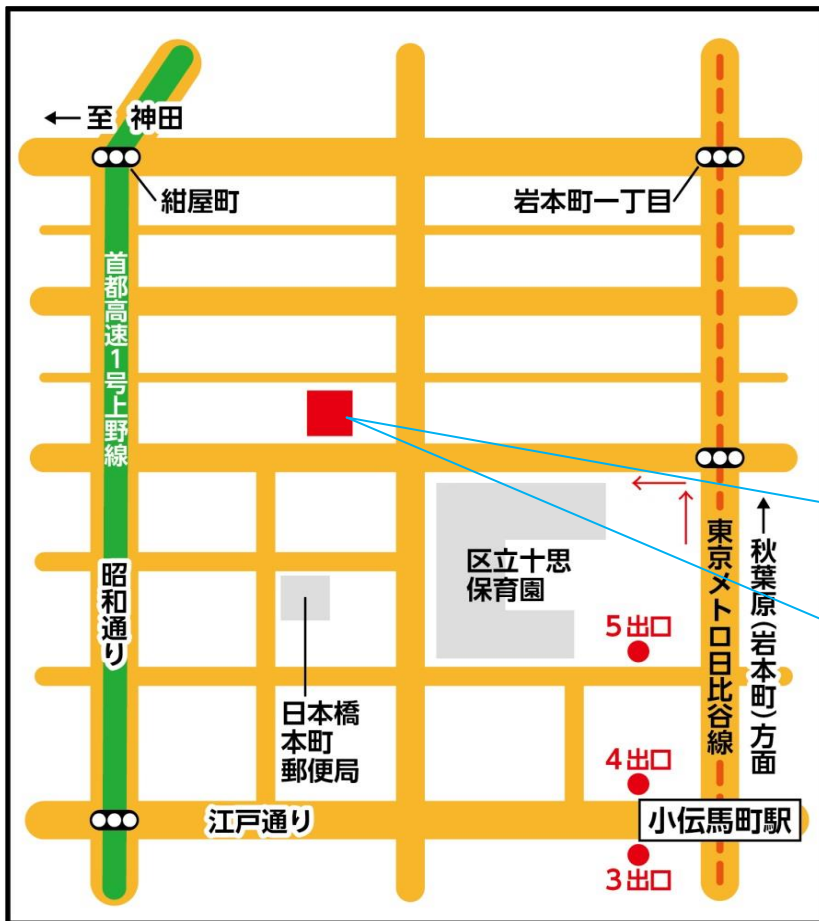 ← 至 神田
紺屋町
岩本町一丁目
首都高速1号上野線
昭和通り
区立十思
保育園
東京メトロ日比谷線
↑秋葉原(岩本町)方面
5出口
日本橋
本町
郵便局
4出口
江戸通り
小伝馬町駅
3出口